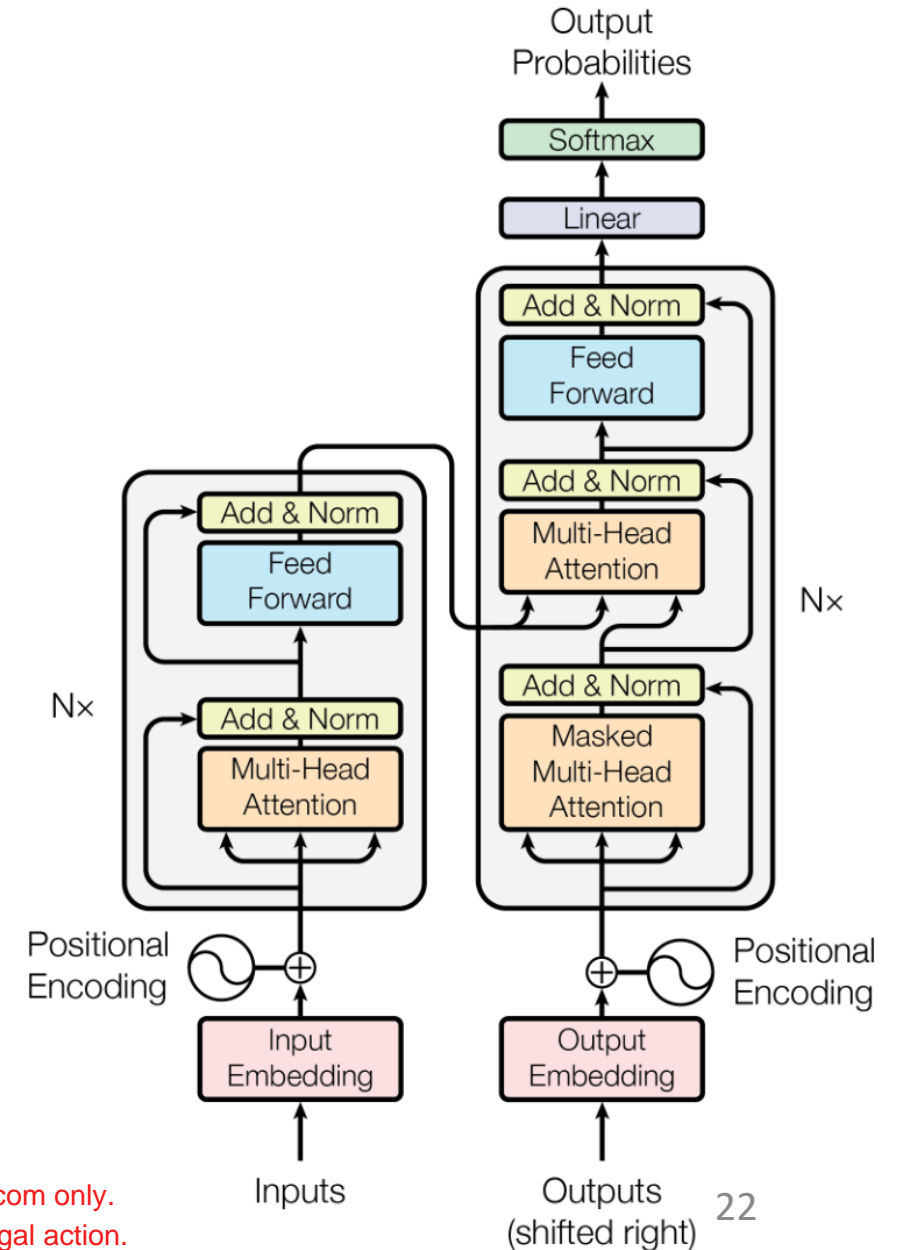 Output
Probabilities
Softmax
Linear
Add & Norm
Feed
Forward
Add & Norm
Multi-Head
Attention
Nx
Add & Norm
Masked
Multi-Head
Attention
Add & Norm
Feed
Forward
Nx
Add & Norm
Multi-Head
Attention
Positional
Encoding
Positional
Encoding
Input
Embedding
Output
Embedding
Inputs
Outputs
(shifted right)
22
com only.
gal action.